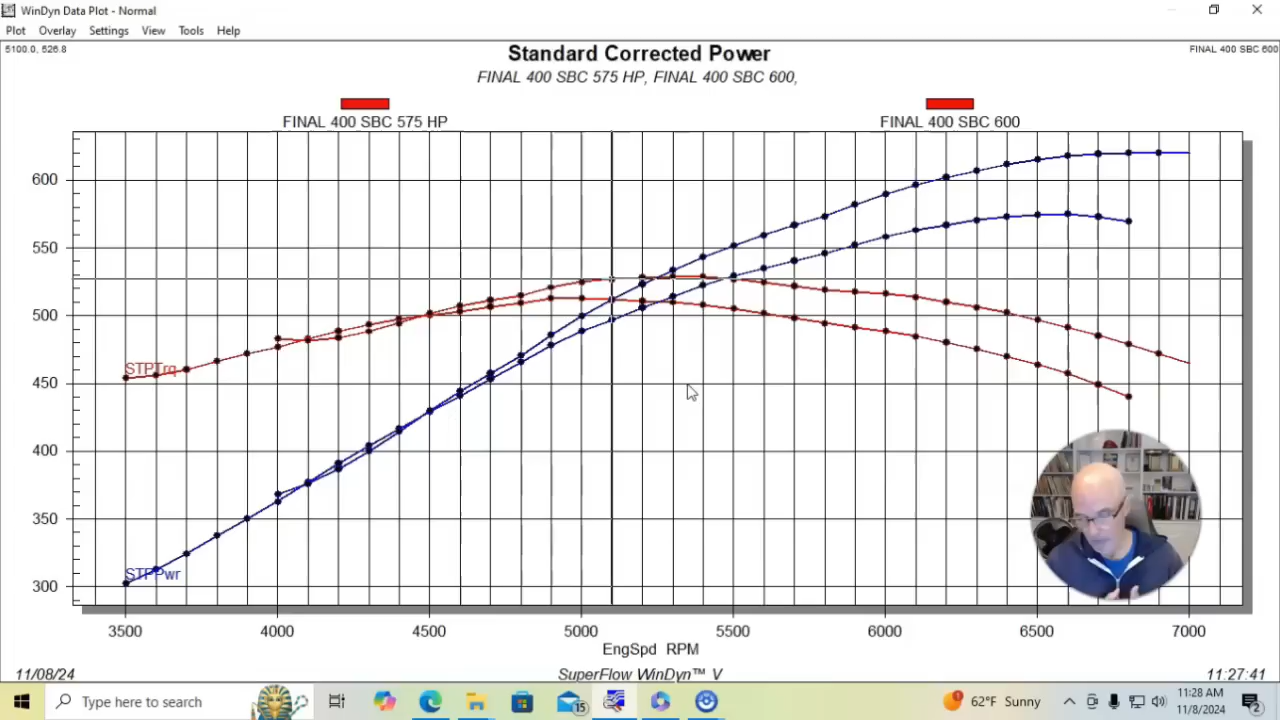 WinDyn Data Plot - Normal
Plot Overlay Settings View Tools Help
5100.0, 526.8
FINAL 400 SBC 600
Standard Corrected Power
FINAL 400 SBC 575 HP, FINAL 400 SBC 600,
FINAL 400 SBC 575 HP
FINAL 400 SBC 600
600
550
500
450
400
350
300
STPTrq
STPPwr
3500 4000 4500 5000 5500 6000 6500 7000
EngSpd RPM
11/08/24
SuperFlow WinDyn™ V
11:27:41
Type here to search
15
62°F Sunny
11:28 AM
11/8/2024
2